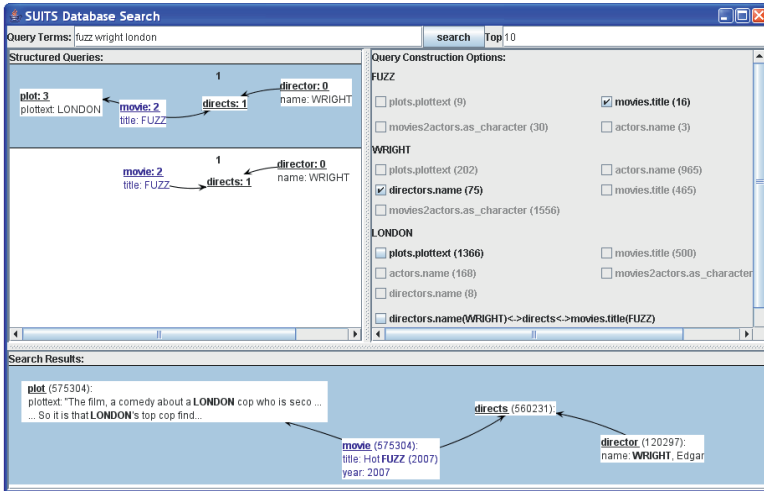 SUITS Database Search
Query Terms: fuzz wright london search Top 10
Structured Queries:
1
plot: 3
plottext: LONDON
movie: 2
title: FUZZ
directs: 1
director: 0
name: WRIGHT
1
movie: 2
title: FUZZ
directs: 1
director: 0
name: WRIGHT
Query Construction Options:
FUZZ
plots.plottext (9) movies.title (16)
movies2actors.as_character (30) actors.name (3)
WRIGHT
plots.plottext (202) actors.name (965)
directors.name (75) movies.title (465)
movies2actors.as_character (1556)
LONDON
plots.plottext (1366) movies.title (500)
actors.name (168) movies2actors.as_character
directors.name (8)
directors.name(WRIGHT)<->directs<->movies.title(FUZZ)
Search Results:
plot (575304):
plottext: "The film, a comedy about a LONDON cop who is seco ...
... So it is that LONDON's top cop find...
directs (560231):
movie (575304):
title: Hot FUZZ (2007)
year: 2007
director (120297):
name: WRIGHT, Edgar